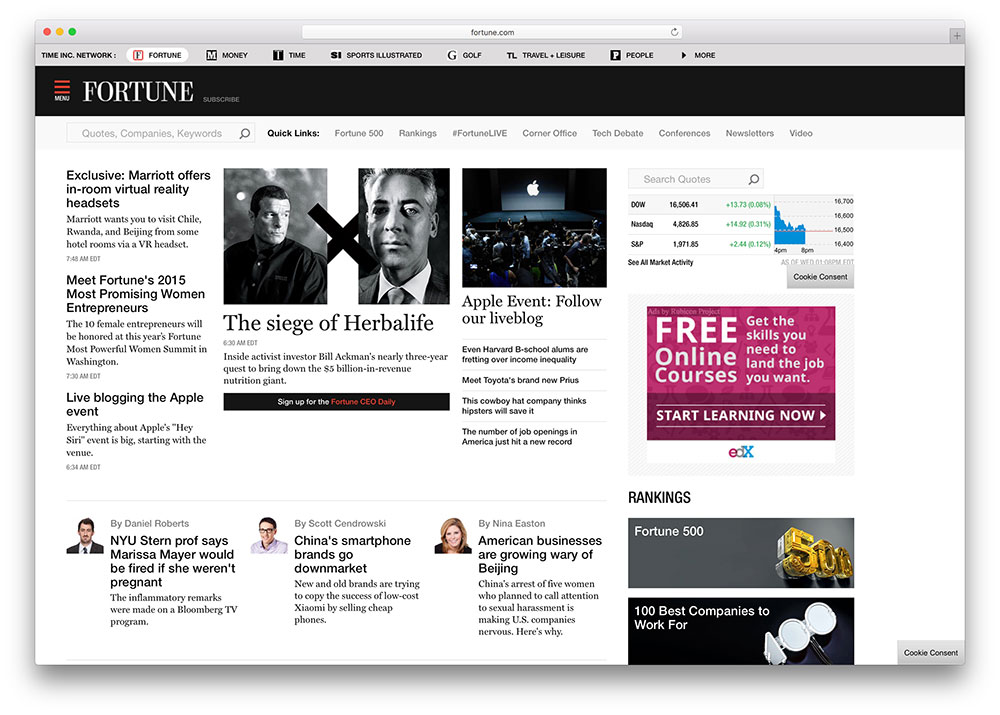 fortune.com
TIME INC. NETWORK :
FORTUNE
M MONEY
T TIME
SI SPORTS ILLUSTRATED
G GOLF
TL TRAVEL + LEISURE
P PEOPLE
MORE
MENU
FORTUNE
SUBSCRIBE
Quotes, Companies, Keywords
Quick Links:
Fortune 500
Rankings
#FortuneLIVE
Corner Office
Tech Debate
Conferences
Newsletters
Video
Exclusive: Marriott offers
in-room virtual reality
headsets
Marriott wants you to visit Chile,
Rwanda, and Beijing from some
hotel rooms via a VR headset.
7:48 AM EDT
Meet Fortune's 2015
Most Promising Women
Entrepreneurs
The 10 female entrepreneurs will
be honored at this year's Fortune
Most Powerful Women Summit in
Washington.
7:30 AM EDT
Live blogging the Apple
event
Everything about Apple's "Hey
Siri" event is big, starting with the
venue.
6:34 AM EDT
The siege of Herbalife
6:30 AM EDT
Inside activist investor Bill Ackman's nearly three-year
quest to bring down the $5 billion-in-revenue
nutrition giant.
Sign up for the Fortune CEO Daily
Apple Event: Follow
our liveblog
Even Harvard B-school alums are
fretting over income inequality
Meet Toyota's brand new Prius
This cowboy hat company thinks
hipsters will save it
The number of job openings in
America just hit a new record
Search Quotes
DOW 16,506.41 +13.73 (0.08%)
Nasdaq 4,826.85 +14.92 (0.31%)
S&P 1,971.85 +2.44 (0.12%)
16,700
16,600
16,500
16,400
4pm 8pm
See All Market Activity
AS OF WED 01:08PM EDT
Cookie Consent
Ads by Rubicon Project
FREE
Online
Courses
Get the
skills you
need to
land the job
you want.
START LEARNING NOW
edX
RANKINGS
Fortune 500
500
100 Best Companies to
Work For
By Daniel Roberts
NYU Stern prof says
Marissa Mayer would
be fired if she weren't
pregnant
The inflammatory remarks
were made on a Bloomberg TV
program.
By Scott Cendrowski
China's smartphone
brands go
downmarket
New and old brands are trying
to copy the success of low-cost
Xiaomi by selling cheap
phones.
By Nina Easton
American businesses
are growing wary of
Beijing
China's arrest of five women
who planned to call attention
to sexual harassment is
making U.S. companies
nervous. Here's why.
Cookie Consent